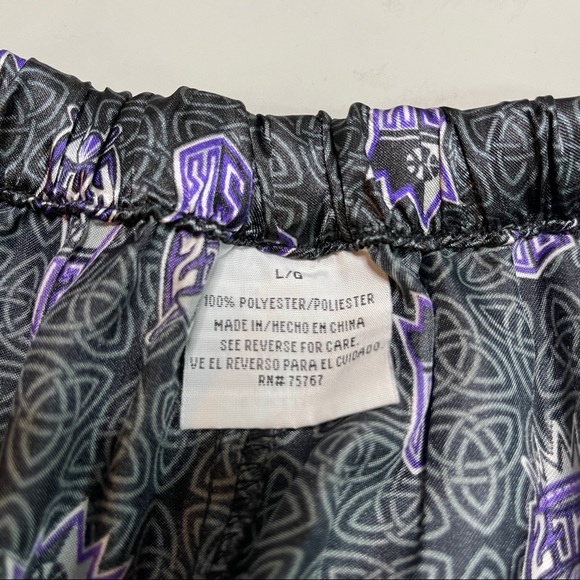 L/G
100% POLYESTER/POLIESTER
MADE IN/HECHO EN CHINA
SEE REVERSE FOR CARE.
VE EL REVERSO PARA EL CUIDADO.
RN# 75767